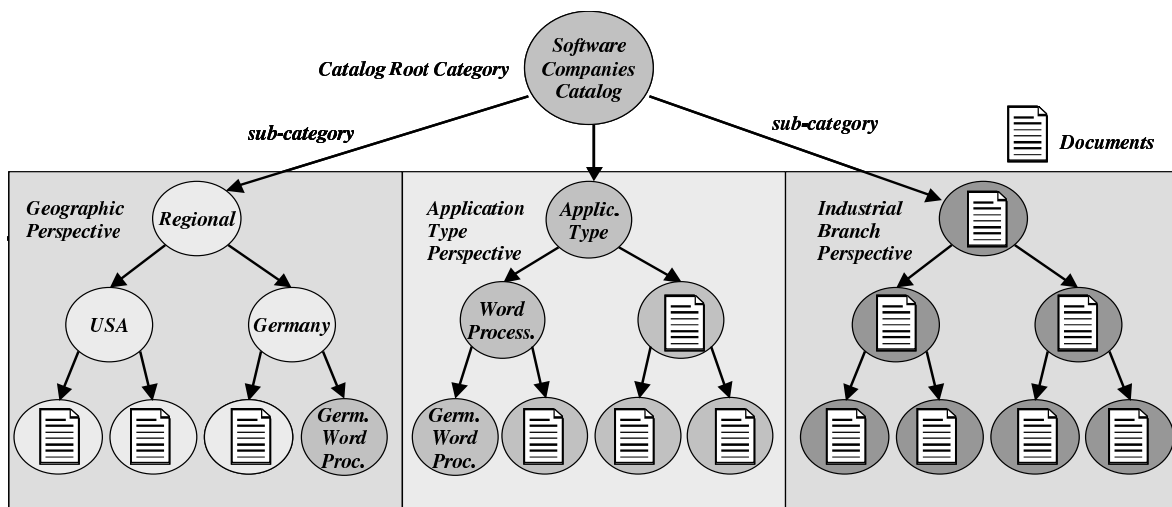 Software
Companies
Catalog
Catalog Root Category
sub-category
sub-category
Documents
Geographic
Perspective
Regional
Application
Type
Perspective
Applic.
Type
Industrial
Branch
Perspective
USA
Germany
Word
Process.
Germ.
Word
Proc.
Germ.
Word
Proc.